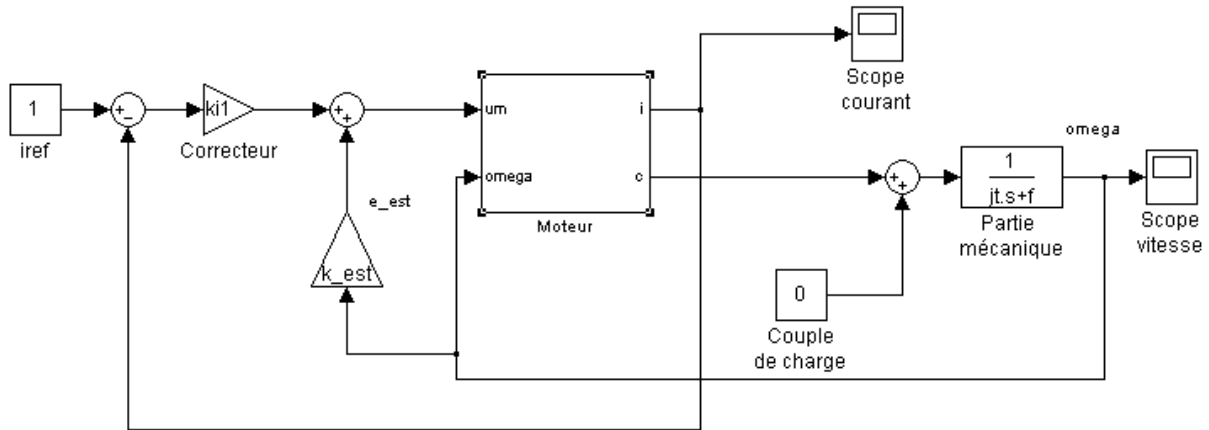 1
iref
+
−
ki1
Correcteur
+
+
e_est
k_est
um
omega
i
c
Moteur
Scope
courant
+
+
0
Couple
de charge
omega
1
jt.s+f
Partie
mécanique
Scope
vitesse